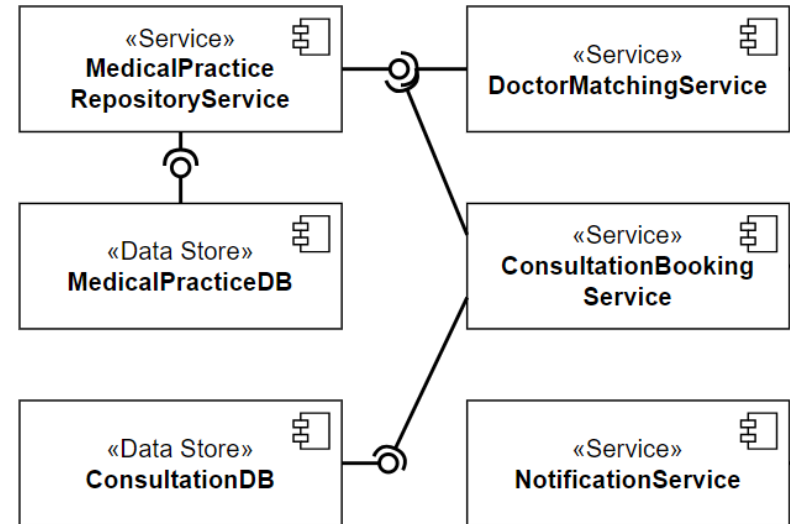 «Service»
MedicalPractice
RepositoryService
«Service»
DoctorMatchingService
«Data Store»
MedicalPracticeDB
«Service»
ConsultationBooking
Service
«Data Store»
ConsultationDB
«Service»
NotificationService